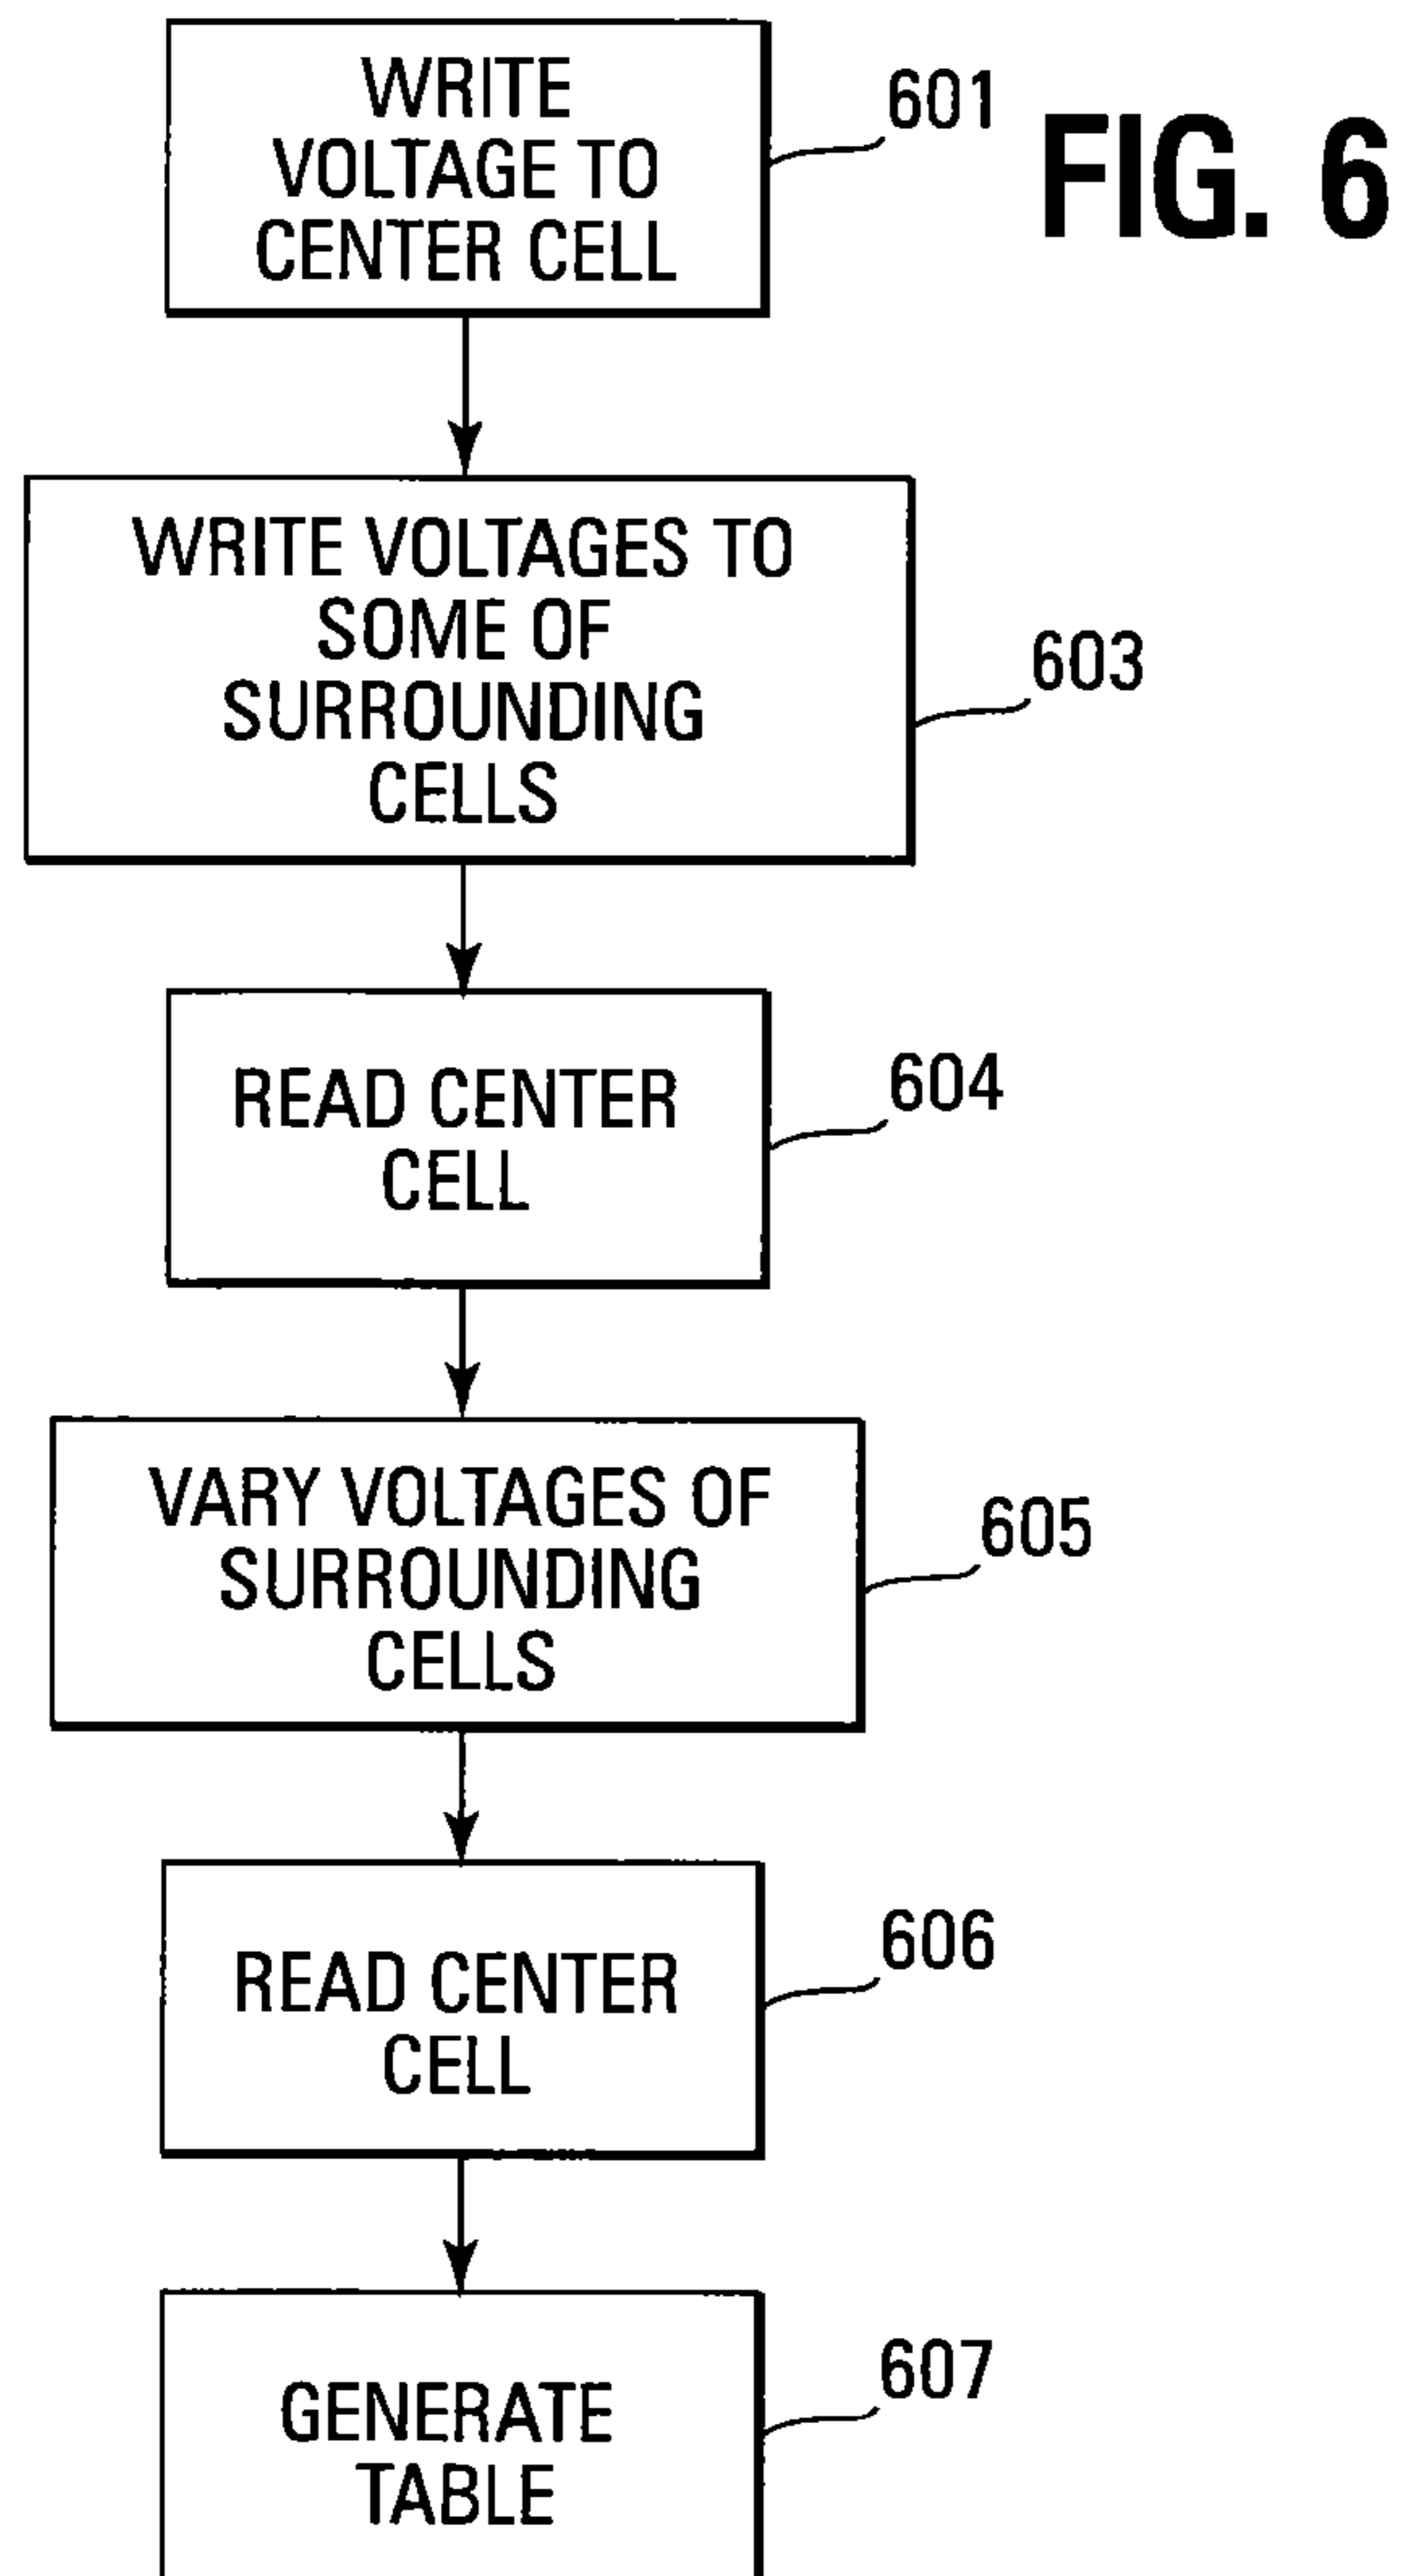 WRITE
VOLTAGE TO
CENTER CELL
601
FIG. 6
WRITE VOLTAGES TO
SOME OF
SURROUNDING
CELLS
603
READ CENTER
CELL
604
VARY VOLTAGES OF
SURROUNDING
CELLS
605
READ CENTER
CELL
606
GENERATE
TABLE
607